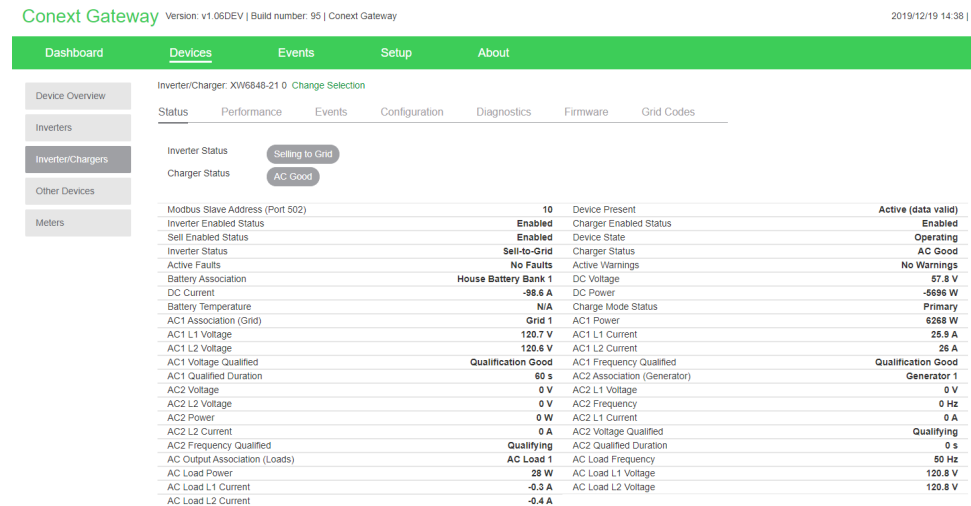 Conext Gateway Version: v1.06DEV | Build number: 95 | Conext Gateway 2019/12/19 14:38 |
Dashboard Devices Events Setup About
Inverter/Charger: XW6848-21 0 Change Selection
Device Overview
Inverters
Inverter/Chargers
Other Devices
Meters
Status Performance Events Configuration Diagnostics Firmware Grid Codes
Inverter Status Selling to Grid
Charger Status AC Good
Modbus Slave Address (Port 502) 10 Device Present Active (data valid)
Inverter Enabled Status Enabled Charger Enabled Status Enabled
Sell Enabled Status Enabled Device State Operating
Inverter Status Sell-to-Grid Charger Status AC Good
Active Faults No Faults Active Warnings No Warnings
Battery Association House Battery Bank 1 DC Voltage 57.8 V
DC Current -98.6 A DC Power -5696 W
Battery Temperature N/A Charge Mode Status Primary
AC1 Association (Grid) Grid 1 AC1 Power 6268 W
AC1 L1 Voltage 120.7 V AC1 L1 Current 25.9 A
AC1 L2 Voltage 120.6 V AC1 L2 Current 26 A
AC1 Voltage Qualified Qualification Good AC1 Frequency Qualified Qualification Good
AC1 Qualified Duration 60 s AC2 Association (Generator) Generator 1
AC2 Voltage 0 V AC2 L1 Voltage 0 V
AC2 L2 Voltage 0 V AC2 Frequency 0 Hz
AC2 Power 0 W AC2 L1 Current 0 A
AC2 L2 Current 0 A AC2 Voltage Qualified Qualifying
AC2 Frequency Qualified Qualifying AC2 Qualified Duration 0 s
AC Output Association (Loads) AC Load 1 AC Load Frequency 50 Hz
AC Load Power 28 W AC Load L1 Voltage 120.8 V
AC Load L1 Current -0.3 A AC Load L2 Voltage 120.8 V
AC Load L2 Current -0.4 A